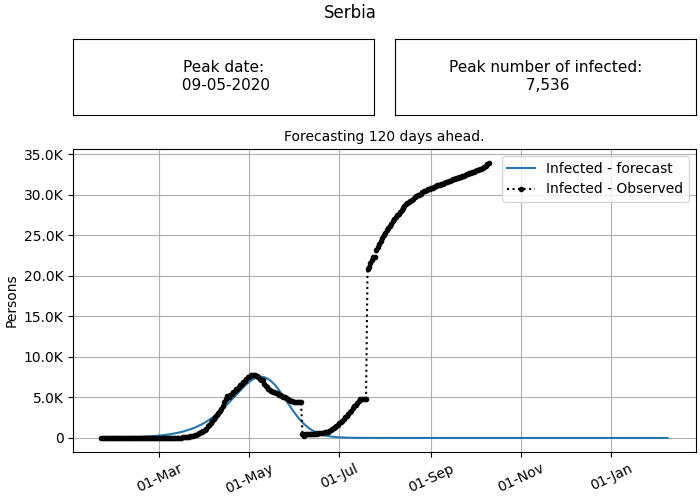 Serbia
Peak date:
09-05-2020
Peak number of infected:
7,536
Forecasting 120 days ahead.
35.0K
30.0K
25.0K
20.0K
15.0K
10.0K
5.0K
0
Persons
Infected - forecast
Infected - Observed
01-Mar
01-May
01-Jul
01-Sep
01-Nov
01-Jan